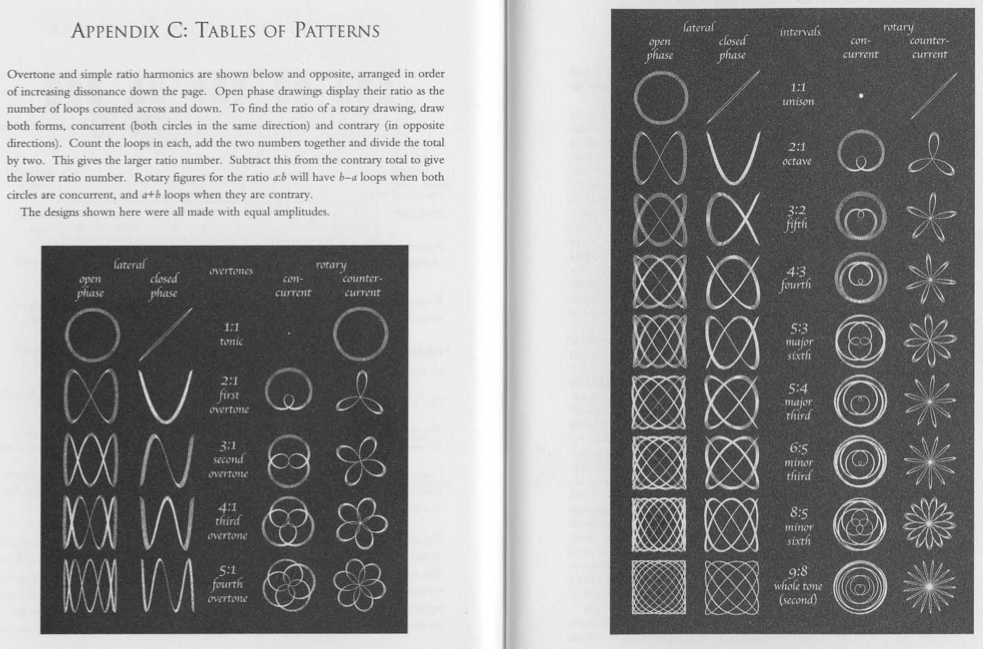 APPENDIX C: TABLES OF PATTERNS
Overtone and simple ratio harmonics are shown below and opposite, arranged in order
of increasing dissonance down the page. Open phase drawings display their ratio as the
number of loops counted across and down. To find the ratio of a rotary drawing, draw
both forms, concurrent (both circles in the same direction) and contrary (in opposite
directions). Count the loops in each, add the two numbers together and divide the total
by two. This gives the larger ratio number. Subtract this from the contrary total to give
the lower ratio number. Rotary figures for the ratio a:b will have b–a loops when both
circles are concurrent, and a+b loops when they are contrary.
The designs shown here were all made with equal amplitudes.
lateral
overtones
rotary
open
phase
closed
phase
con-
current
counter-
current
1:1
tonic
2:1
first
overtone
3:1
second
overtone
4:1
third
overtone
5:1
fourth
overtone
lateral
intervals
rotary
open
phase
closed
phase
con-
current
counter-
current
1:1
unison
2:1
octave
3:2
fifth
4:3
fourth
5:3
major
sixth
5:4
major
third
6:5
minor
third
8:5
minor
sixth
9:8
whole tone
(second)